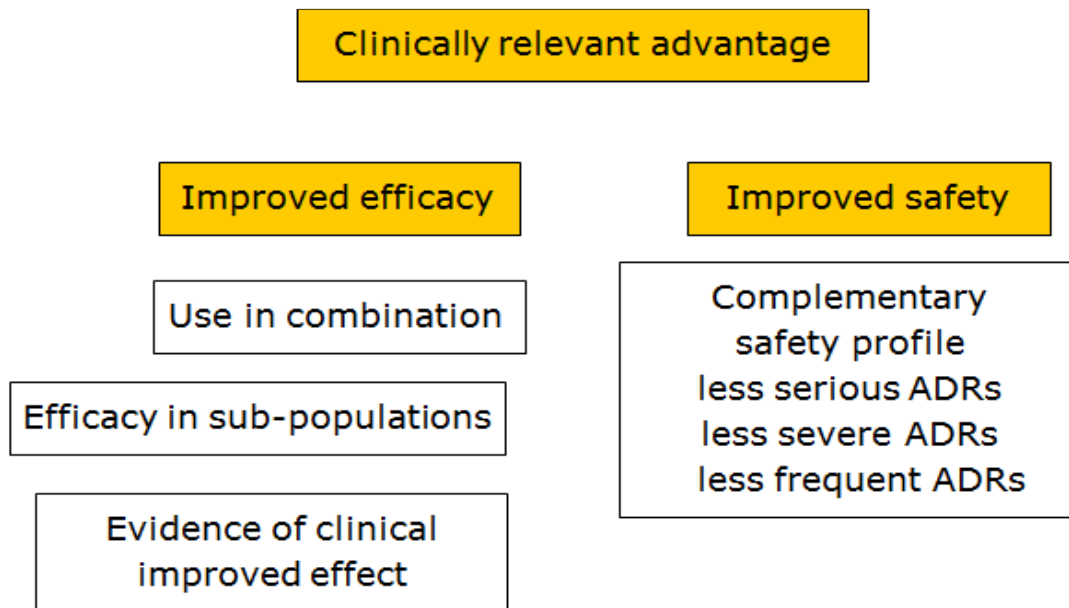 Clinically relevant advantage
Improved efficacy
Use in combination
Efficacy in sub-populations
Evidence of clinical
improved effect
Improved safety
Complementary
safety profile
less serious ADRs
less severe ADRs
less frequent ADRs